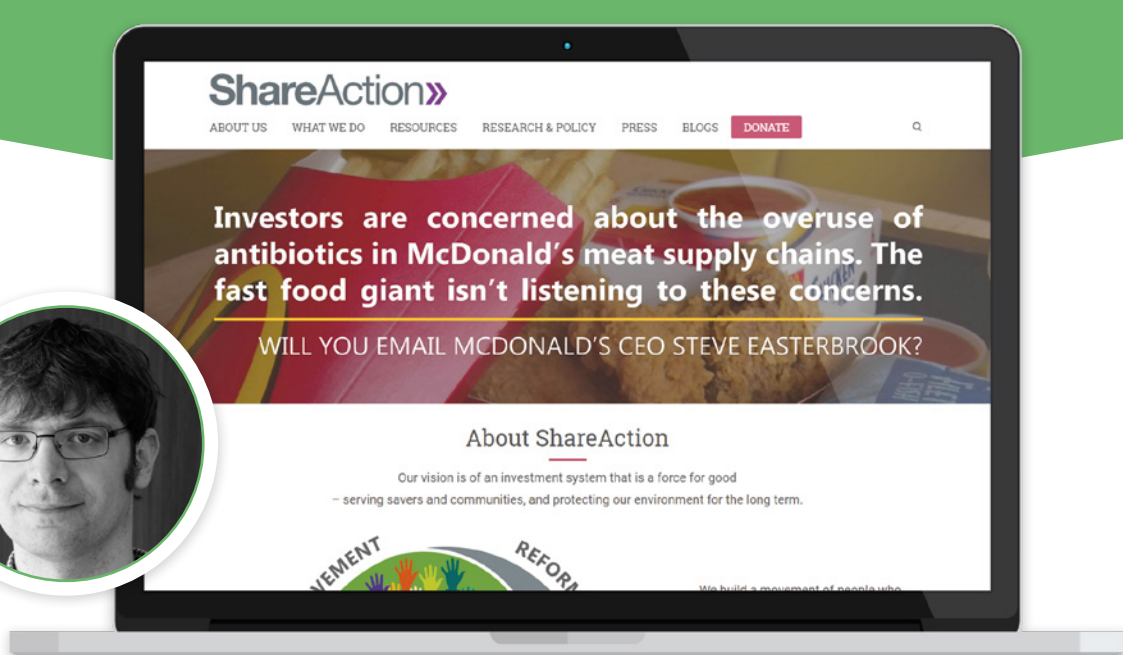 ShareAction»
ABOUT US WHAT WE DO RESOURCES RESEARCH & POLICY PRESS BLOGS DONATE
Investors are concerned about the overuse of
antibiotics in McDonald's meat supply chains. The
fast food giant isn't listening to these concerns.
WILL YOU EMAIL MCDONALD'S CEO STEVE EASTERBROOK?
About ShareAction
Our vision is of an investment system that is a force for good
– serving savers and communities, and protecting our environment for the long term.
REFOR
We build a movement of people who